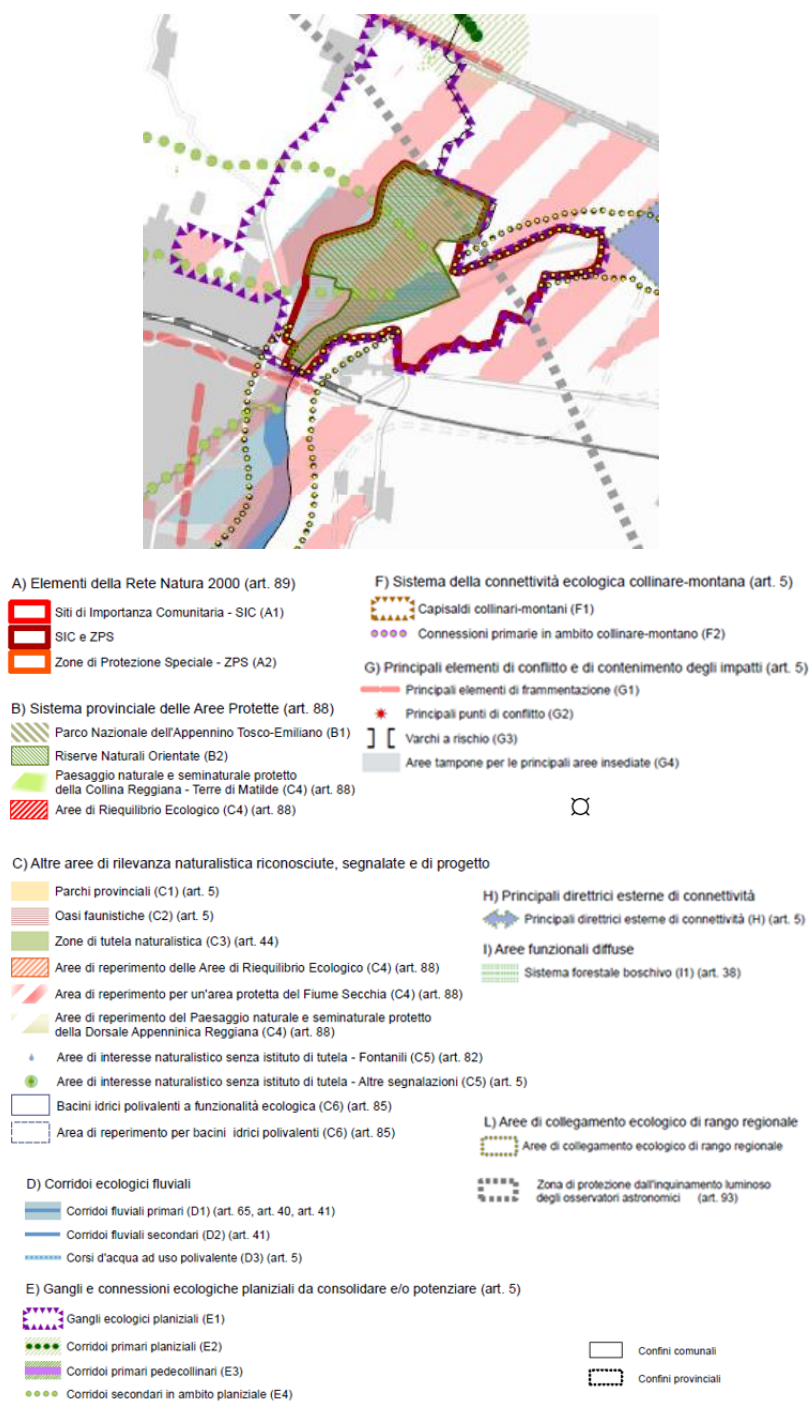 A) Elementi della Rete Natura 2000 (art. 89)
Siti di Importanza Comunitaria - SIC (A1)
SIC e ZPS
Zone di Protezione Speciale - ZPS (A2)
B) Sistema provinciale delle Aree Protette (art. 88)
Parco Nazionale dell'Appennino Tosco-Emiliano (B1)
Riserve Naturali Orientate (B2)
Paesaggio naturale e seminaturale protetto
della Collina Reggiana - Terre di Matilde (C4) (art. 88)
Aree di Riequilibrio Ecologico (C4) (art. 88)
F) Sistema della connettività ecologica collinare-montana (art. 5)
Capisaldi collinari-montani (F1)
Connessioni primarie in ambito collinare-montano (F2)
G) Principali elementi di conflitto e di contenimento degli impatti (art. 5)
Principali elementi di frammentazione (G1)
Principali punti di conflitto (G2)
Varchi a rischio (G3)
Aree tampone per le principali aree insediate (G4)
C) Altre aree di rilevanza naturalistica riconosciute, segnalate e di progetto
Parchi provinciali (C1) (art. 5)
Oasi faunistiche (C2) (art. 5)
Zone di tutela naturalistica (C3) (art. 44)
Aree di reperimento delle Aree di Riequilibrio Ecologico (C4) (art. 88)
Area di reperimento per un'area protetta del Fiume Secchia (C4) (art. 88)
Aree di reperimento del Paesaggio naturale e seminaturale protetto
della Dorsale Appenninica Reggiana (C4) (art. 88)
Aree di interesse naturalistico senza istituto di tutela - Fontanili (C5) (art. 82)
Aree di interesse naturalistico senza istituto di tutela - Altre segnalazioni (C5) (art. 5)
Bacini idrici polivalenti a funzionalità ecologica (C6) (art. 85)
Area di reperimento per bacini idrici polivalenti (C6) (art. 85)
H) Principali direttrici esterne di connettività
Principali direttrici esterne di connettività (H) (art. 5)
I) Aree funzionali diffuse
Sistema forestale boschivo (I1) (art. 38)
L) Aree di collegamento ecologico di rango regionale
Aree di collegamento ecologico di rango regionale
Zona di protezione dall'inquinamento luminoso
degli osservatori astronomici (art. 93)
D) Corridoi ecologici fluviali
Corridoi fluviali primari (D1) (art. 65, art. 40, art. 41)
Corridoi fluviali secondari (D2) (art. 41)
Corsi d'acqua ad uso polivalente (D3) (art. 5)
E) Gangli e connessioni ecologiche planiziali da consolidare e/o potenziare (art. 5)
Gangli ecologici planiziali (E1)
Corridoi primari planiziali (E2)
Corridoi primari pedecollinari (E3)
Corridoi secondari in ambito planiziale (E4)
Confini comunali
Confini provinciali